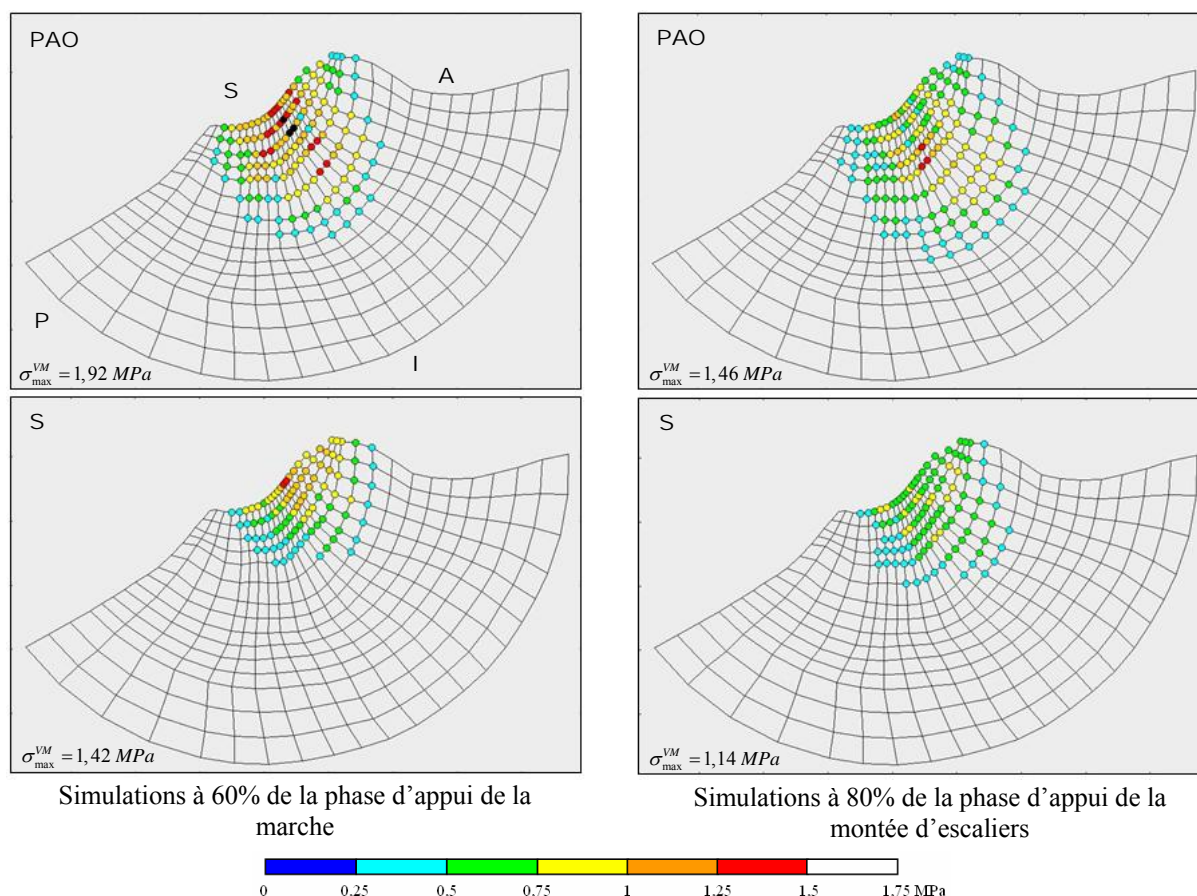 PAO
S
A
P
I
σ_max^VM = 1,92 MPa
PAO
σ_max^VM = 1,46 MPa
S
σ_max^VM = 1,42 MPa
S
σ_max^VM = 1,14 MPa
Simulations à 60% de la phase d’appui de la
marche
Simulations à 80% de la phase d’appui de la
montée d’escaliers
0 0.25 0.5 0.75 1 1.25 1.5 1.75 MPa